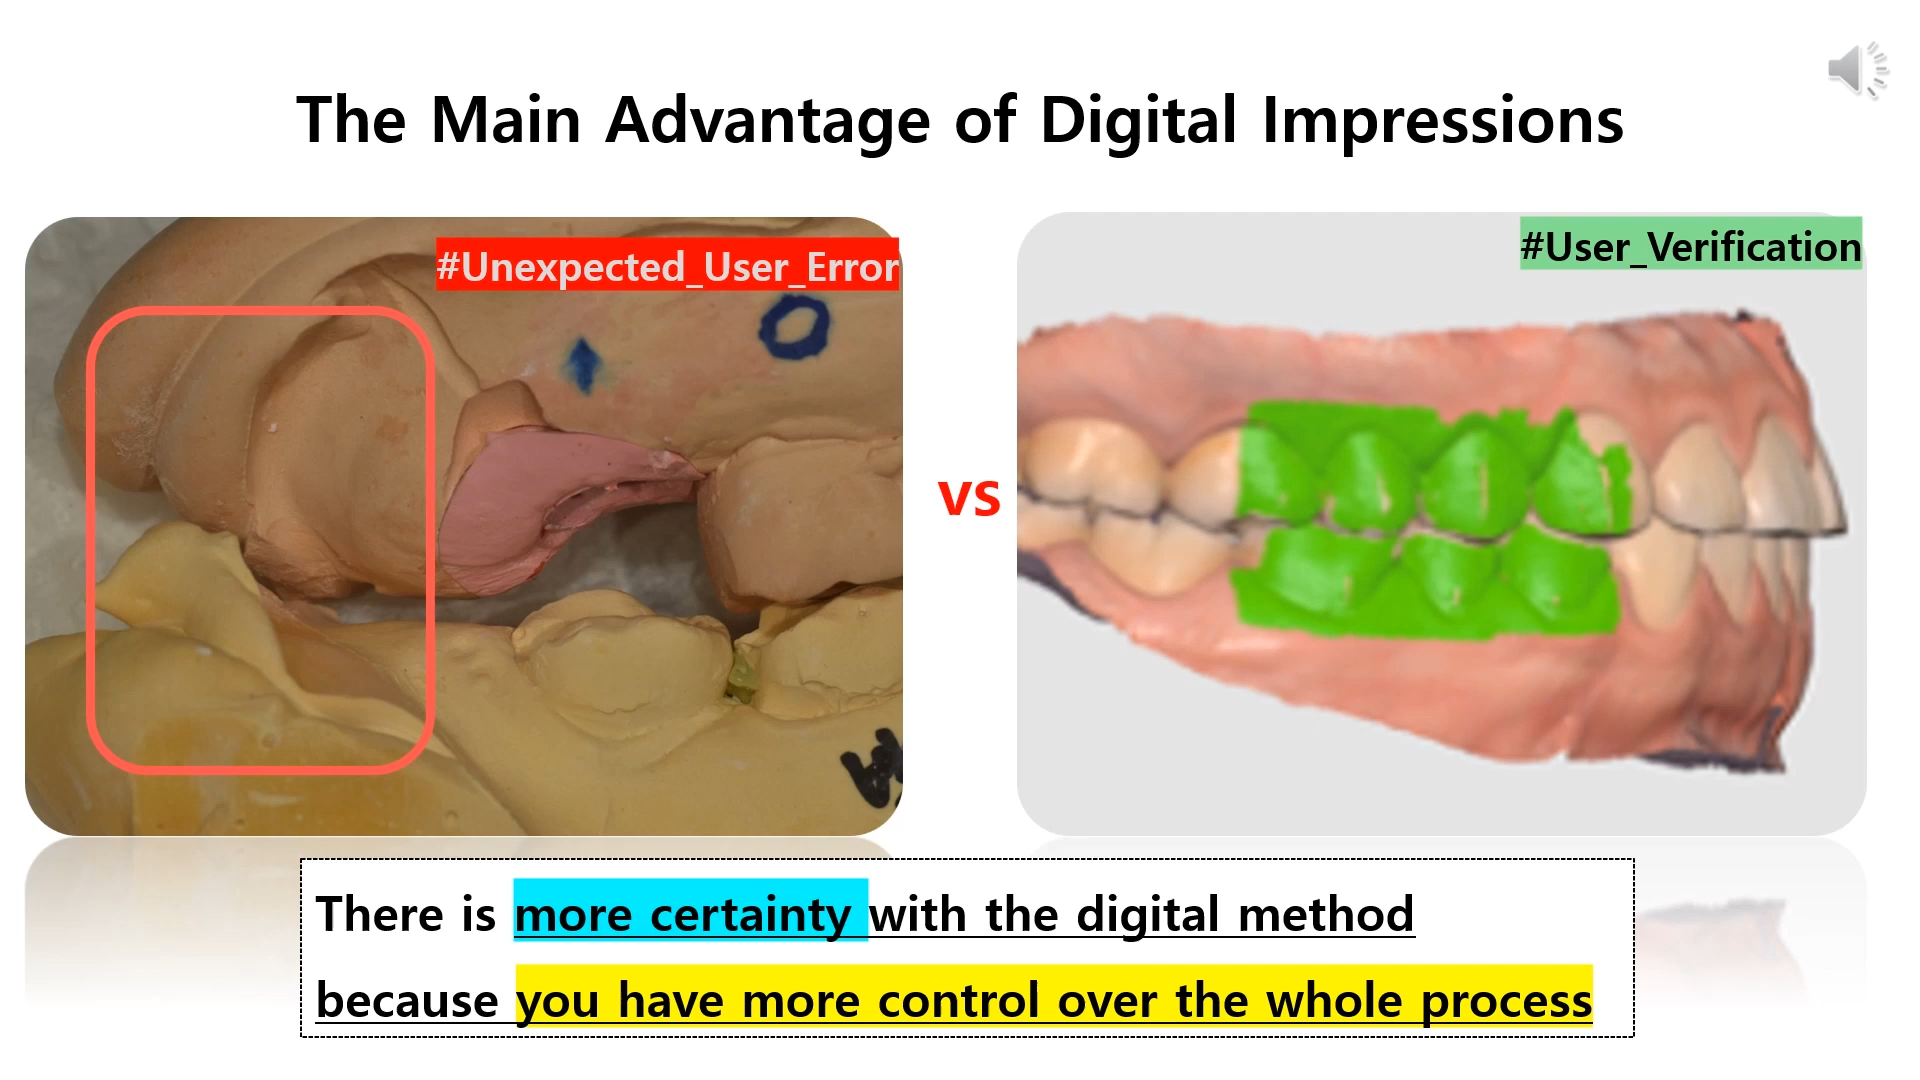 The Main Advantage of Digital Impressions
#Unexpected_User_Error
#User_Verification
VS
There is more certainty with the digital method
because you have more control over the whole process